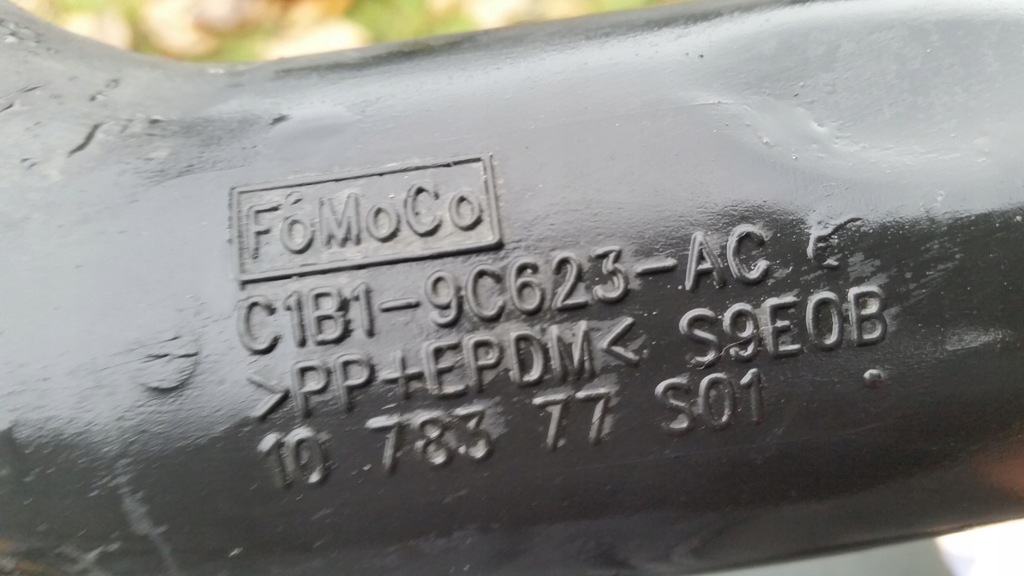 FoMoCo
C1B1-9C623-AC
>PP+EPDM< S9E0B
10 783 77 S01